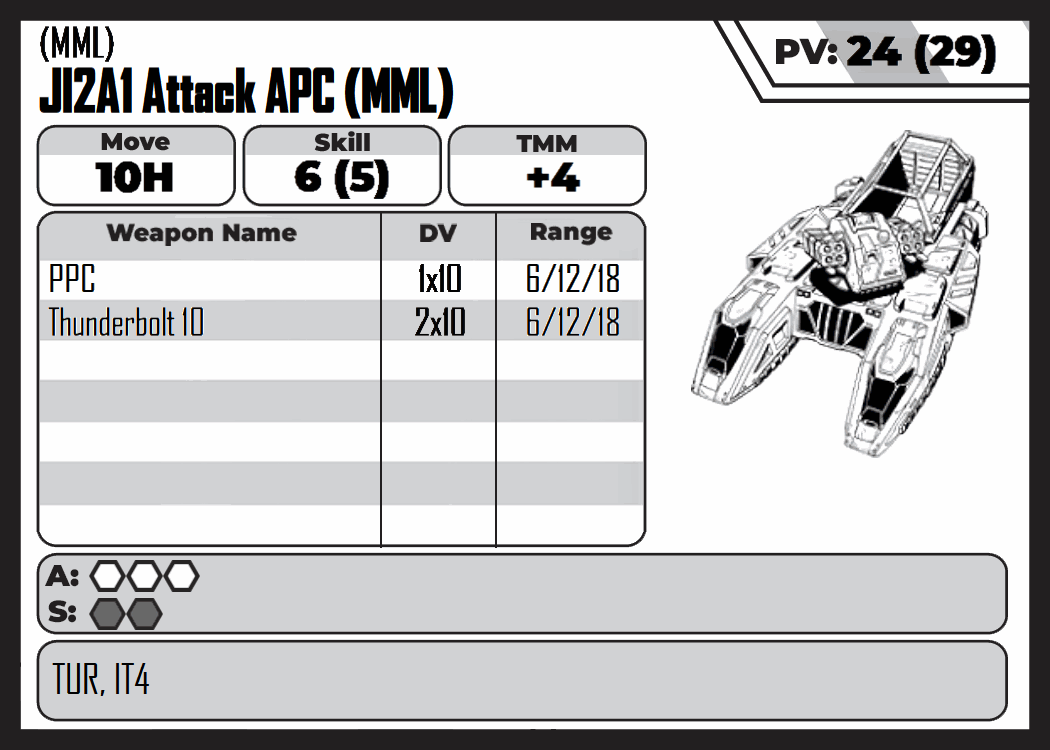 (MML)
JI2A1 Attack APC (MML)
PV: 24 (29)
Move Skill TMM
10H 6 (5) +4
Weapon Name DV Range
PPC 1x10 6/12/18
Thunderbolt 10 2x10 6/12/18
A:
S:
TUR, IT4